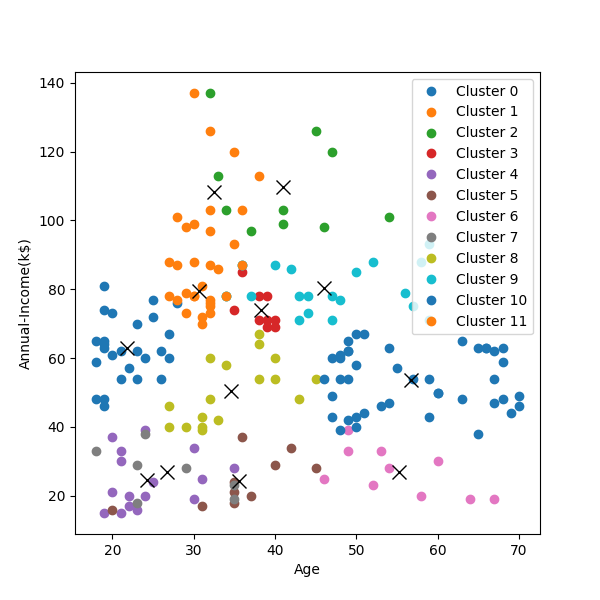 Cluster 0
Cluster 1
Cluster 2
Cluster 3
Cluster 4
Cluster 5
Cluster 6
Cluster 7
Cluster 8
Cluster 9
Cluster 10
Cluster 11
Annual-Income(k$)
140
120
100
80
60
40
20
20 30 40 50 60 70
Age